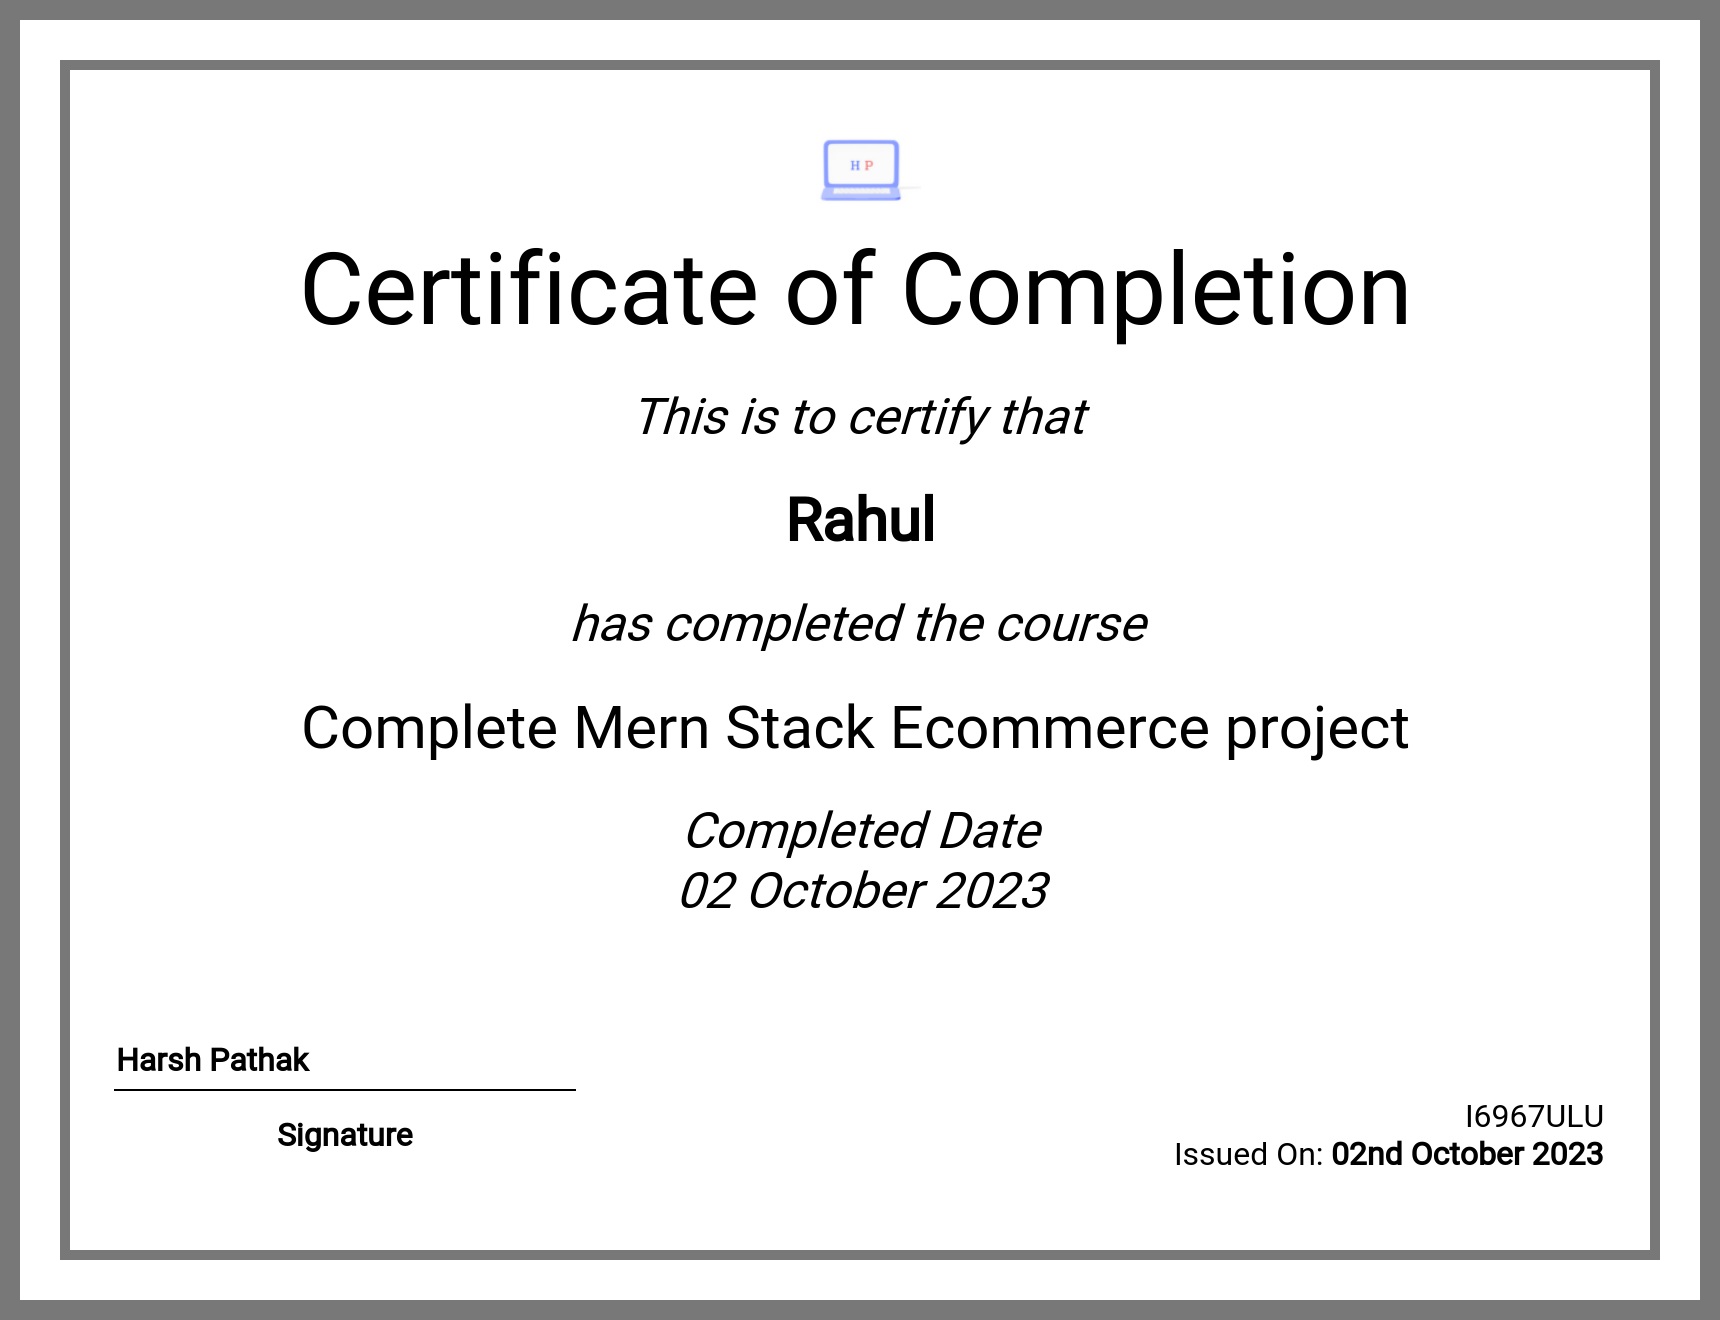 H P
Certificate of Completion
This is to certify that
Rahul
has completed the course
Complete Mern Stack Ecommerce project
Completed Date
02 October 2023
Harsh Pathak
Signature
I6967ULU
Issued On: 02nd October 2023